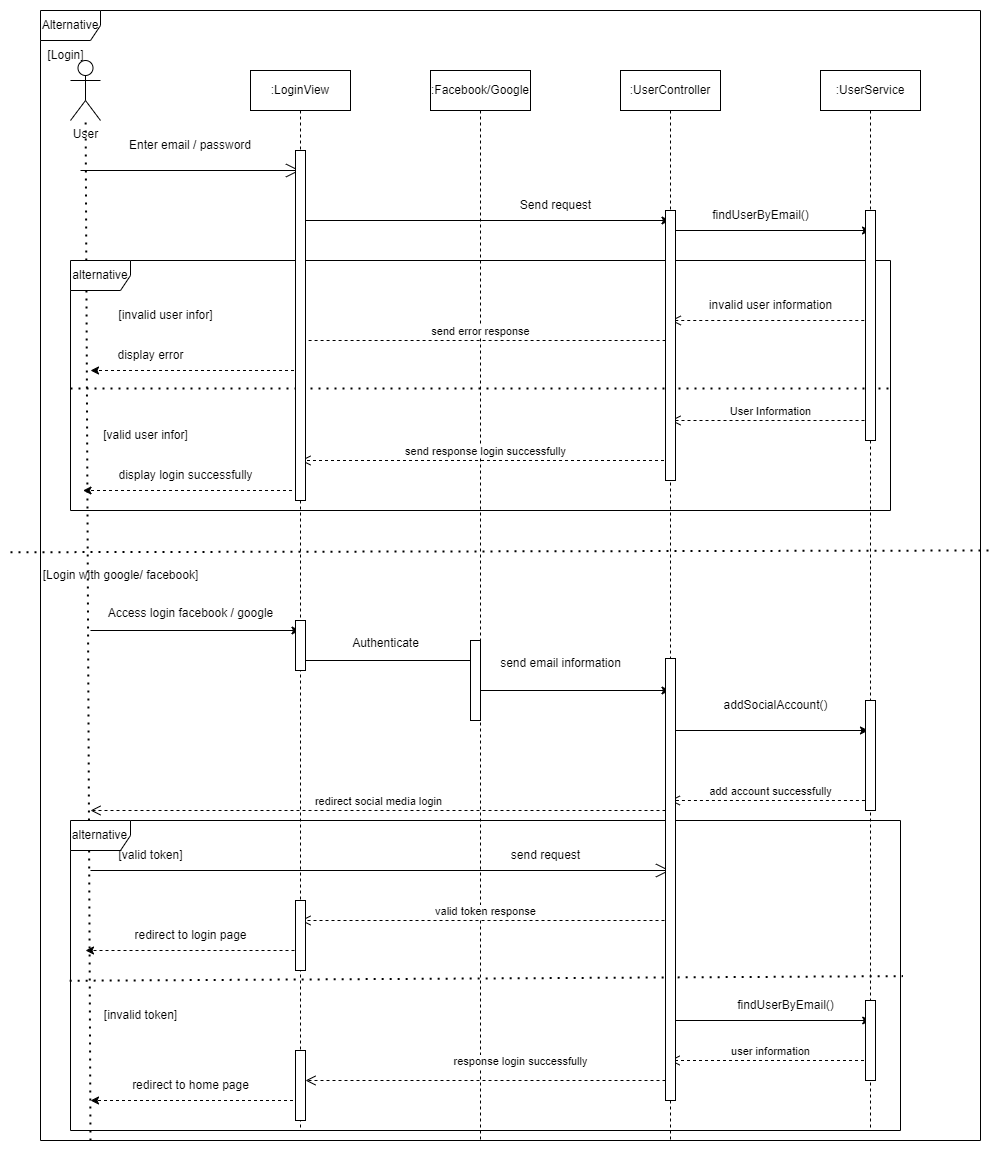 Alternative
[Login]
User
:LoginView
:Facebook/Google
:UserController
:UserService
Enter email / password
Send request
findUserByEmail()
alternative
[invalid user infor]
invalid user information
send error response
display error
User Information
[valid user infor]
send response login successfully
display login successfully
[Login with google/ facebook]
Access login facebook / google
Authenticate
send email information
addSocialAccount()
add account successfully
redirect social media login
alternative
[valid token]
send request
valid token response
redirect to login page
[invalid token]
findUserByEmail()
user information
response login successfully
redirect to home page